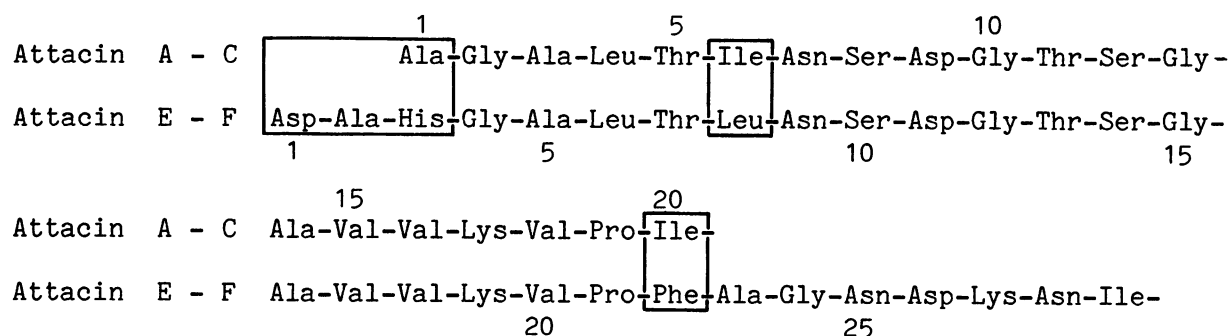 1 5 10
Attacin A - C Ala-Gly-Ala-Leu-Thr-Ile-Asn-Ser-Asp-Gly-Thr-Ser-Gly-
Attacin E - F Asp-Ala-His-Gly-Ala-Leu-Thr-Leu-Asn-Ser-Asp-Gly-Thr-Ser-Gly-
1 5 10 15
15 20
Attacin A - C Ala-Val-Val-Lys-Val-Pro-Ile-
Attacin E - F Ala-Val-Val-Lys-Val-Pro-Phe-Ala-Gly-Asn-Asp-Lys-Asn-Ile-
20 25